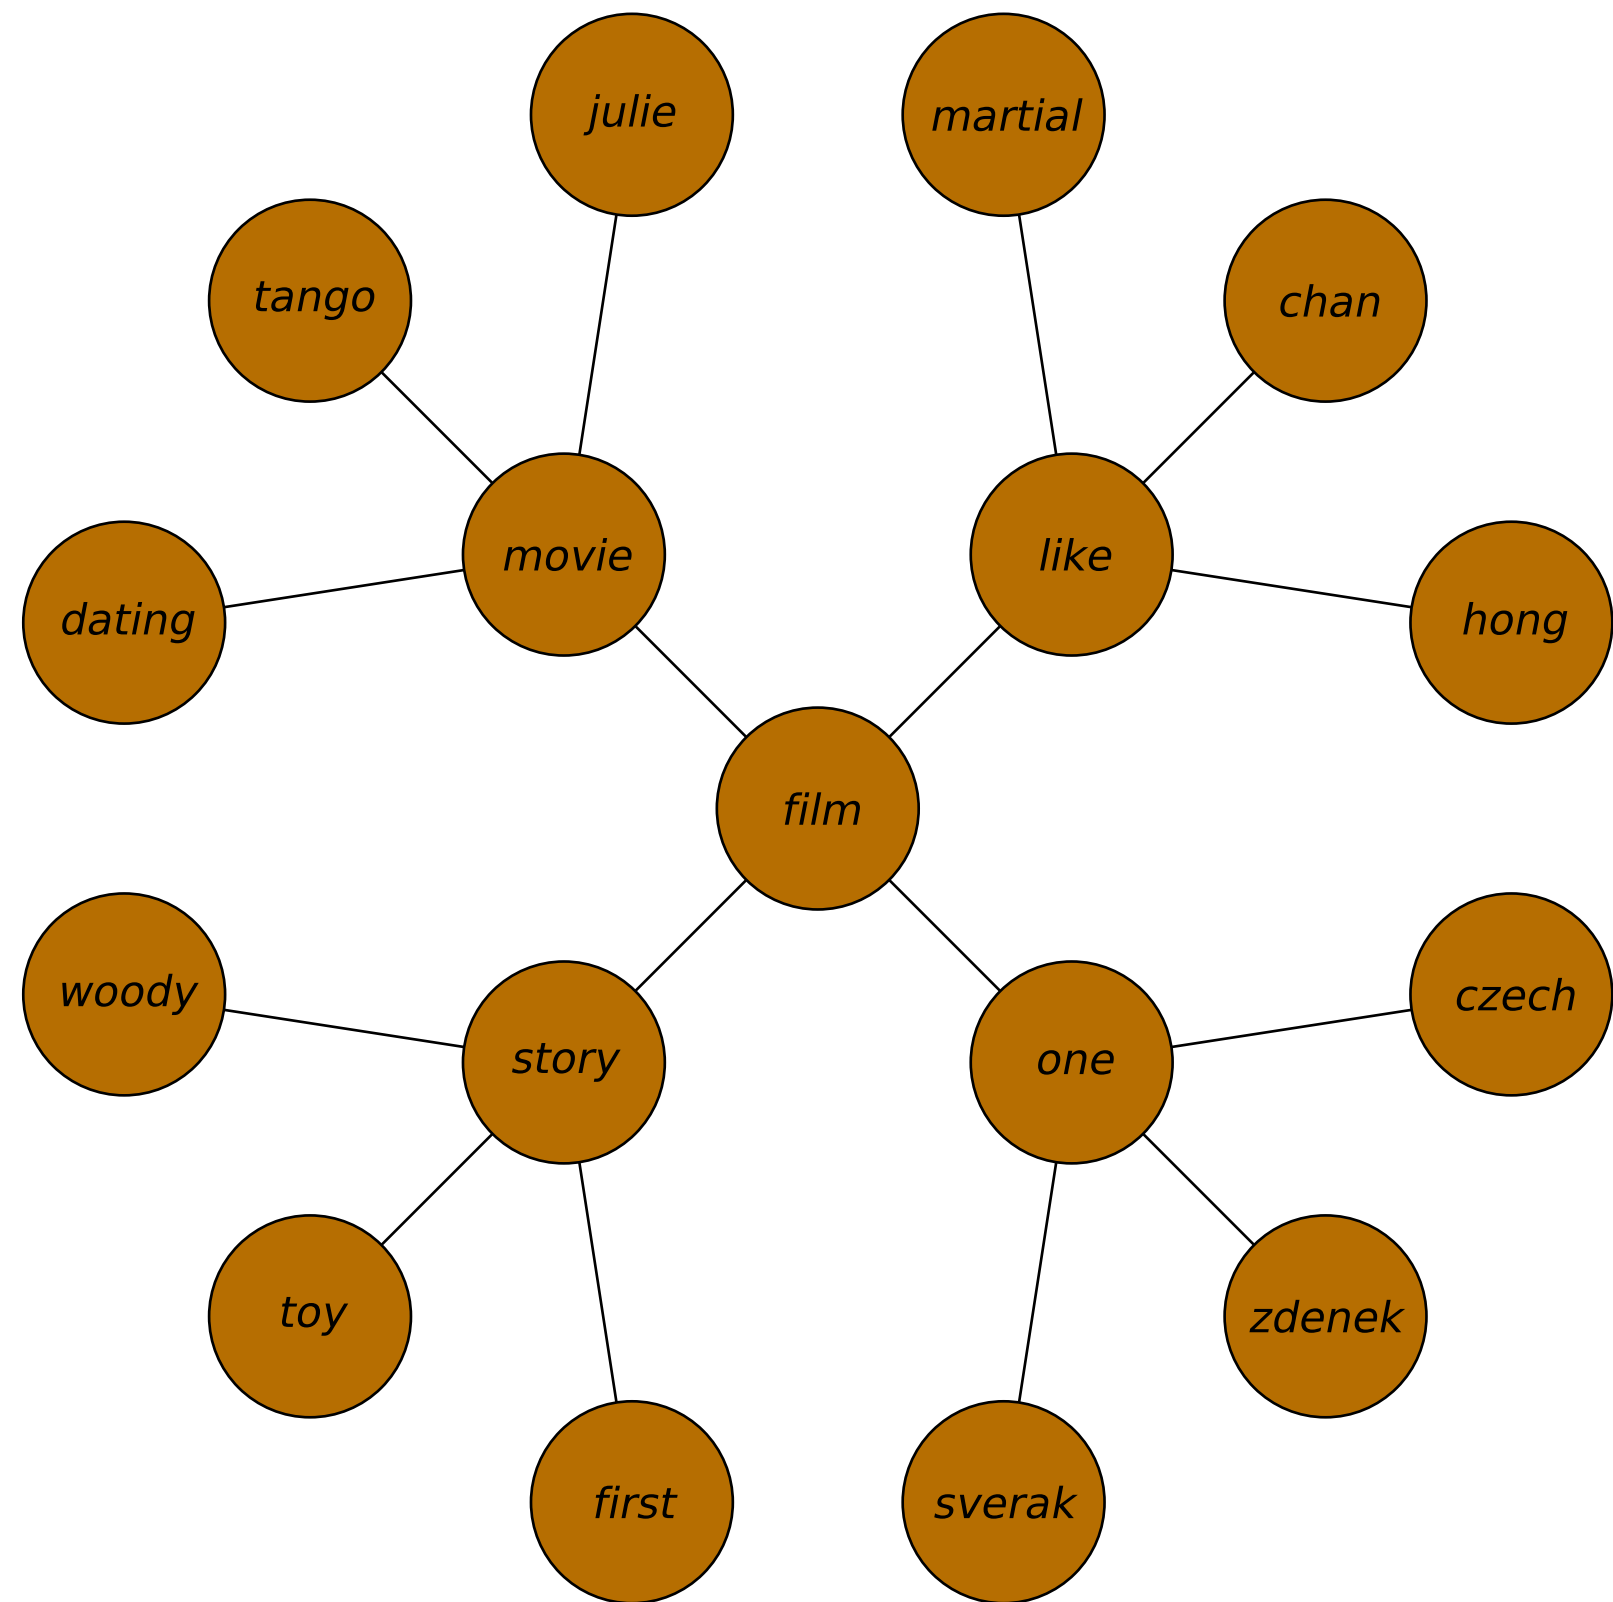 julie
martial
tango
chan
movie
like
dating
hong
film
woody
czech
story
one
toy
zdenek
first
sverak